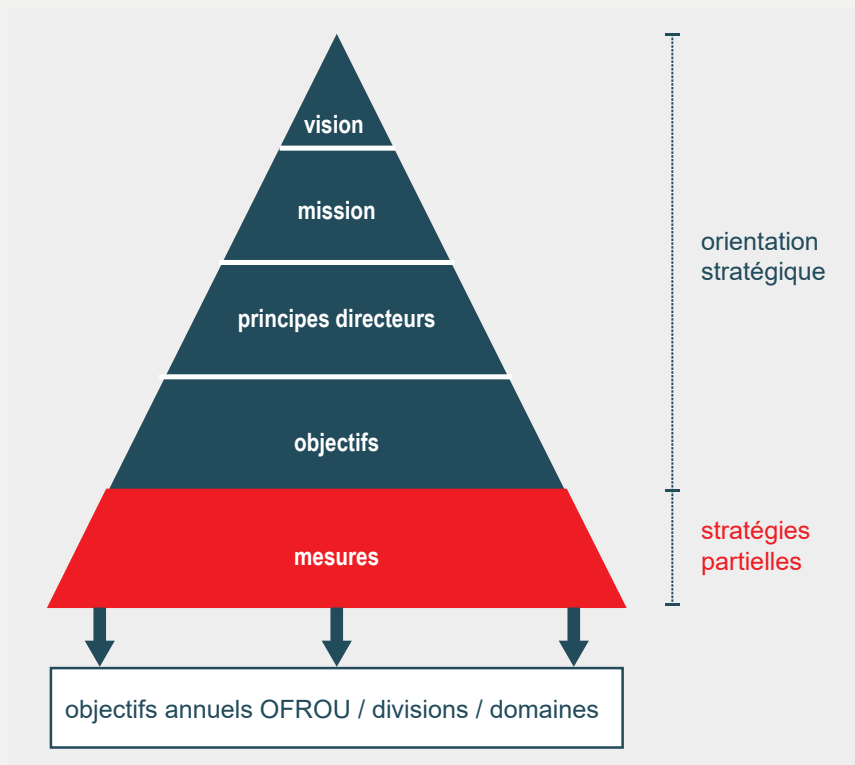 vision
mission
principes directeurs
orientation
stratégique
objectifs
mesures
stratégies
partielles
objectifs annuels OFROU / divisions / domaines